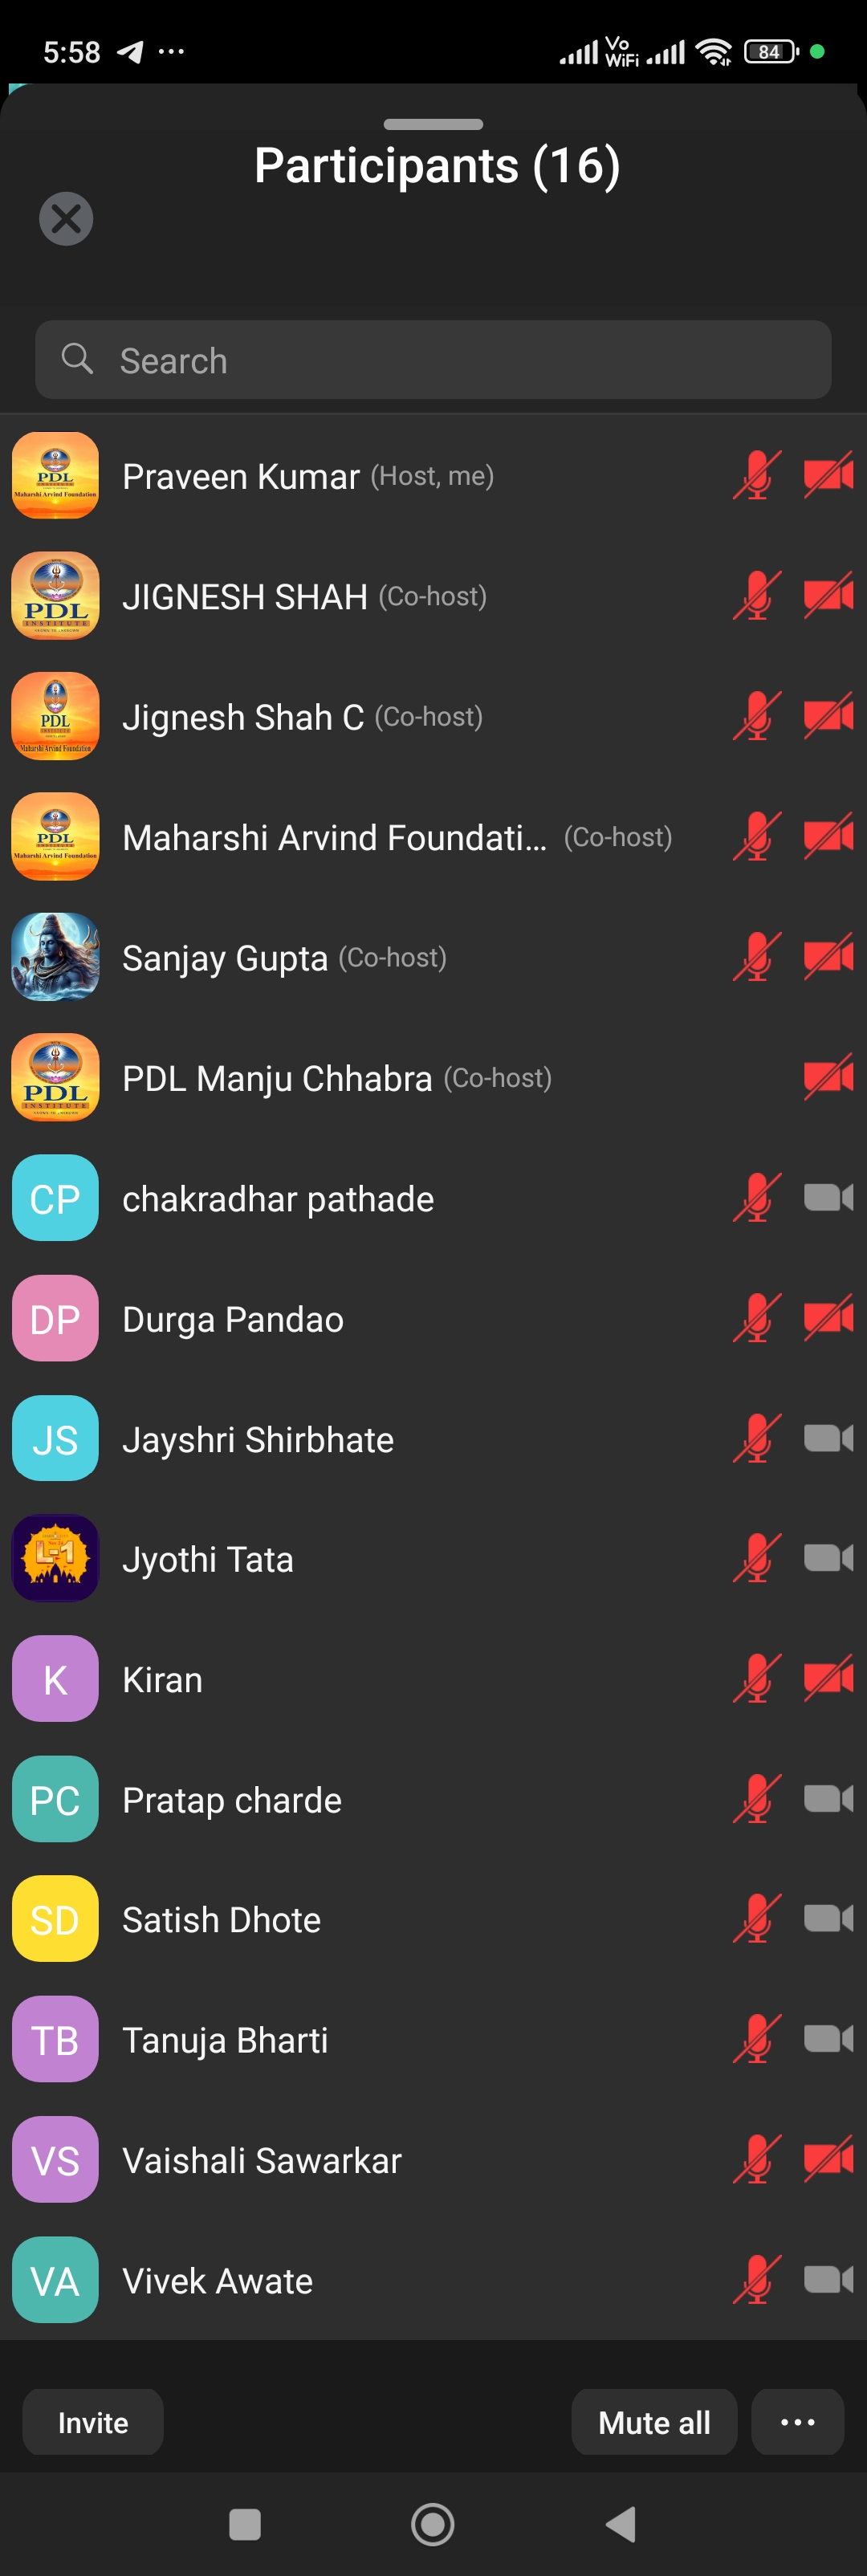 5:58 ...
Vo
WiFi
84
Participants (16)
Search
PDL
Maharshi Arvind Foundation
Praveen Kumar (Host, me)
PDL
INSTITUTE
JIGNESH SHAH (Co-host)
PDL
Maharshi Arvind Foundation
Jignesh Shah C (Co-host)
PDL
Maharshi Arvind Foundation
Maharshi Arvind Foundati... (Co-host)
Sanjay Gupta (Co-host)
PDL
INSTITUTE
PDL Manju Chhabra (Co-host)
CP chakradhar pathade
DP Durga Pandao
JS Jayshri Shirbhate
L-1 Jyothi Tata
K Kiran
PC Pratap charde
SD Satish Dhote
TB Tanuja Bharti
VS Vaishali Sawarkar
VA Vivek Awate
Invite Mute all ...